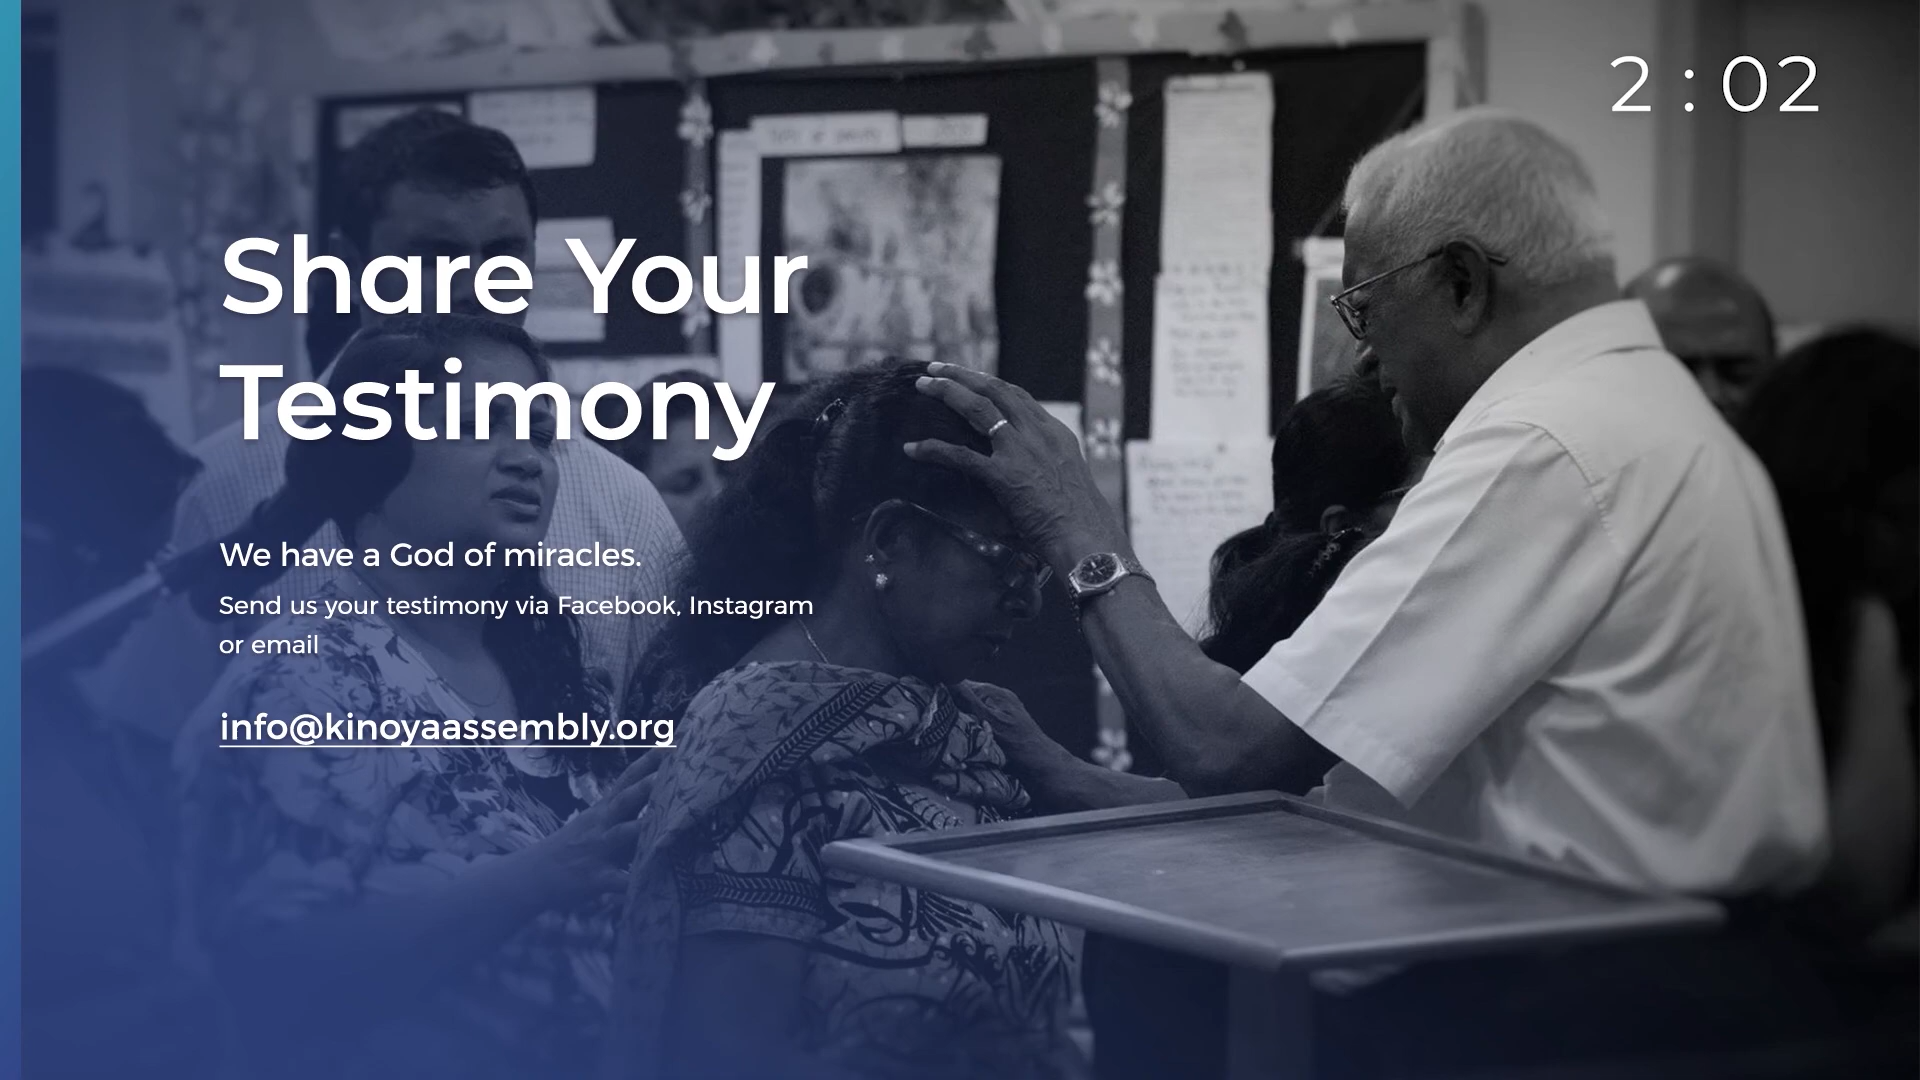 2 : 02
Share Your
Testimony
We have a God of miracles.
Send us your testimony via Facebook, Instagram
or email
info@kinoyaassembly.org